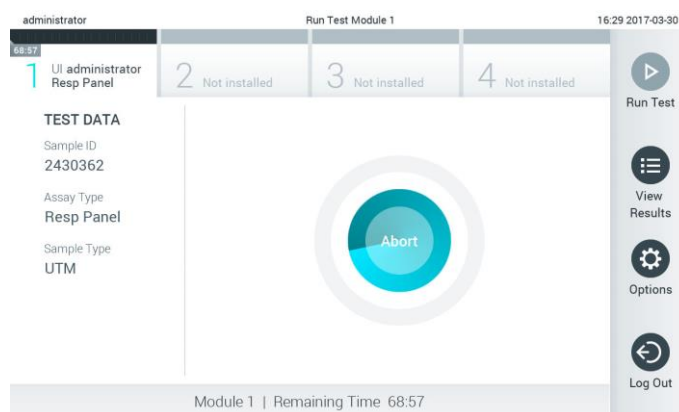 administrator Run Test Module 1 16:29 2017-03-30
68:57
1 UI administrator
Resp Panel
2 Not installed
3 Not installed
4 Not installed
Run Test
TEST DATA
Sample ID
2430362
Assay Type
Resp Panel
Sample Type
UTM
Abort
View
Results
Options
Log Out
Module 1 | Remaining Time 68:57